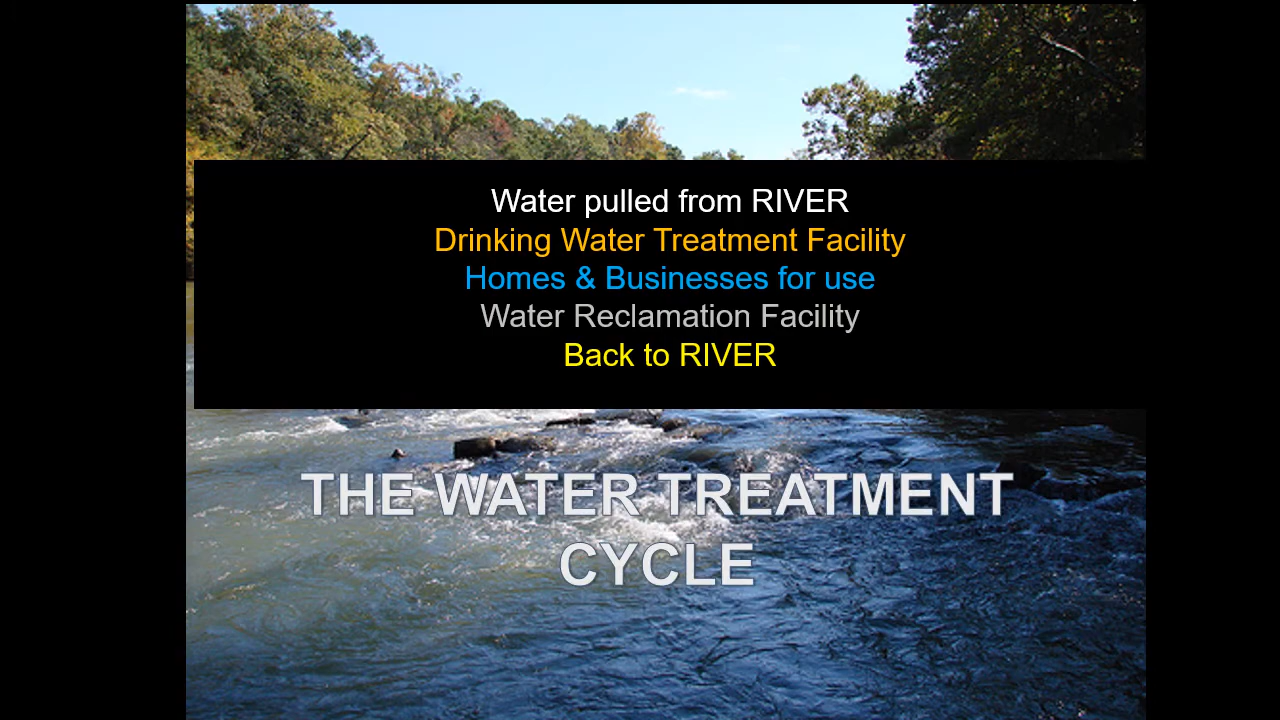 Water pulled from RIVER
Drinking Water Treatment Facility
Homes & Businesses for use
Water Reclamation Facility
Back to RIVER
THE WATER TREATMENT
CYCLE